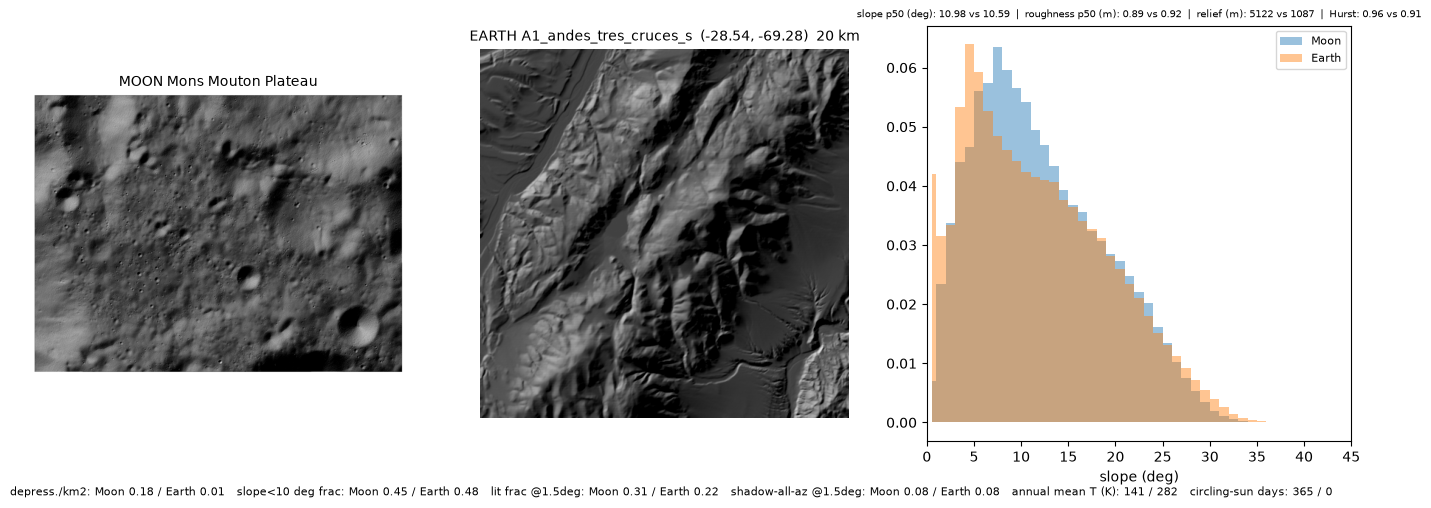 slope p50 (deg): 10.98 vs 10.59 | roughness p50 (m): 0.89 vs 0.92 | relief (m): 5122 vs 1087 | Hurst: 0.96 vs 0.91
MOON Mons Mouton Plateau
EARTH A1_andes_tres_cruces_s (-28.54, -69.28) 20 km
Moon
Earth
0.06
0.05
0.04
0.03
0.02
0.01
0.00
0 5 10 15 20 25 30 35 40 45
slope (deg)
depress./km2: Moon 0.18 / Earth 0.01 slope<10 deg frac: Moon 0.45 / Earth 0.48 lit frac @1.5deg: Moon 0.31 / Earth 0.22 shadow-all-az @1.5deg: Moon 0.08 / Earth 0.08 annual mean T (K): 141 / 282 circling-sun days: 365 / 0